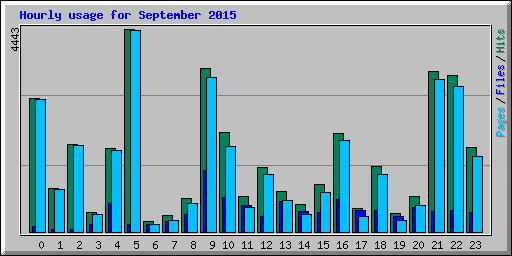 Hourly usage for September 2015
4443
Pages / Files / Hits
0 1 2 3 4 5 6 7 8 9 10 11 12 13 14 15 16 17 18 19 20 21 22 23